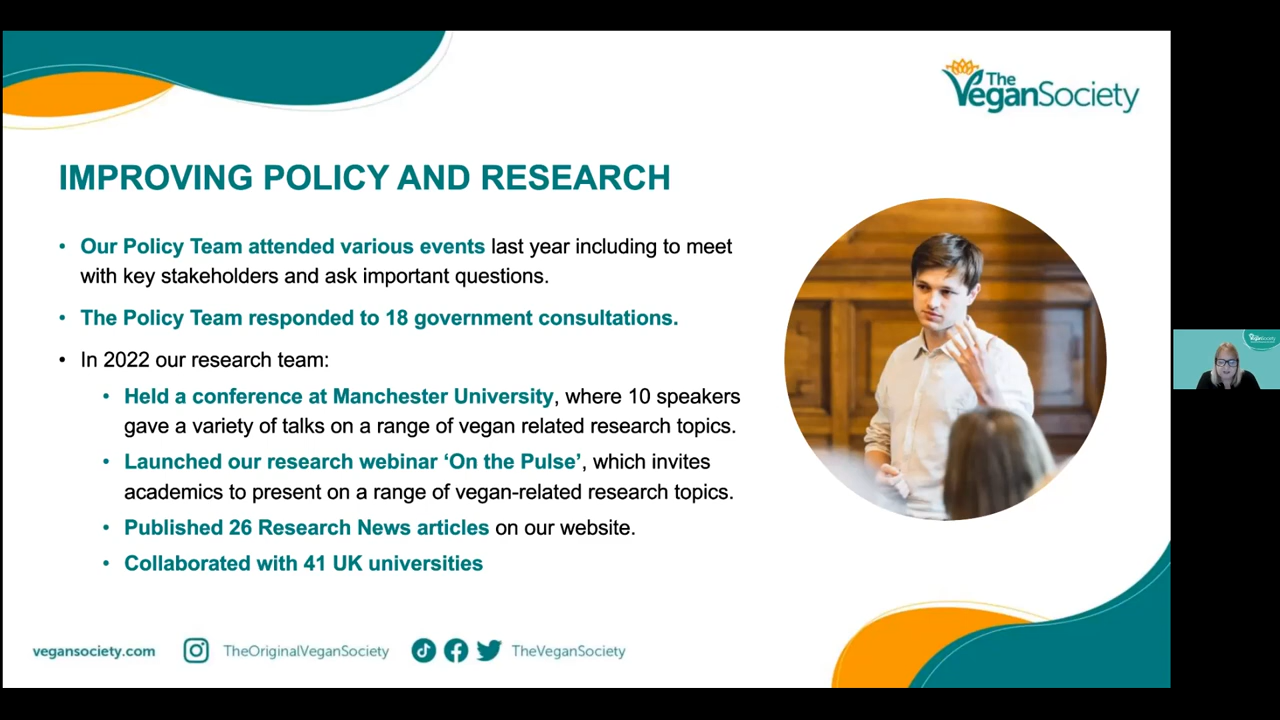 The
VeganSociety
IMPROVING POLICY AND RESEARCH
• Our Policy Team attended various events last year including to meet
with key stakeholders and ask important questions.
• The Policy Team responded to 18 government consultations.
• In 2022 our research team:
• Held a conference at Manchester University, where 10 speakers
gave a variety of talks on a range of vegan related research topics.
• Launched our research webinar ‘On the Pulse’, which invites
academics to present on a range of vegan-related research topics.
• Published 26 Research News articles on our website.
• Collaborated with 41 UK universities
vegansociety.com TheOriginalVeganSociety TheVeganSociety